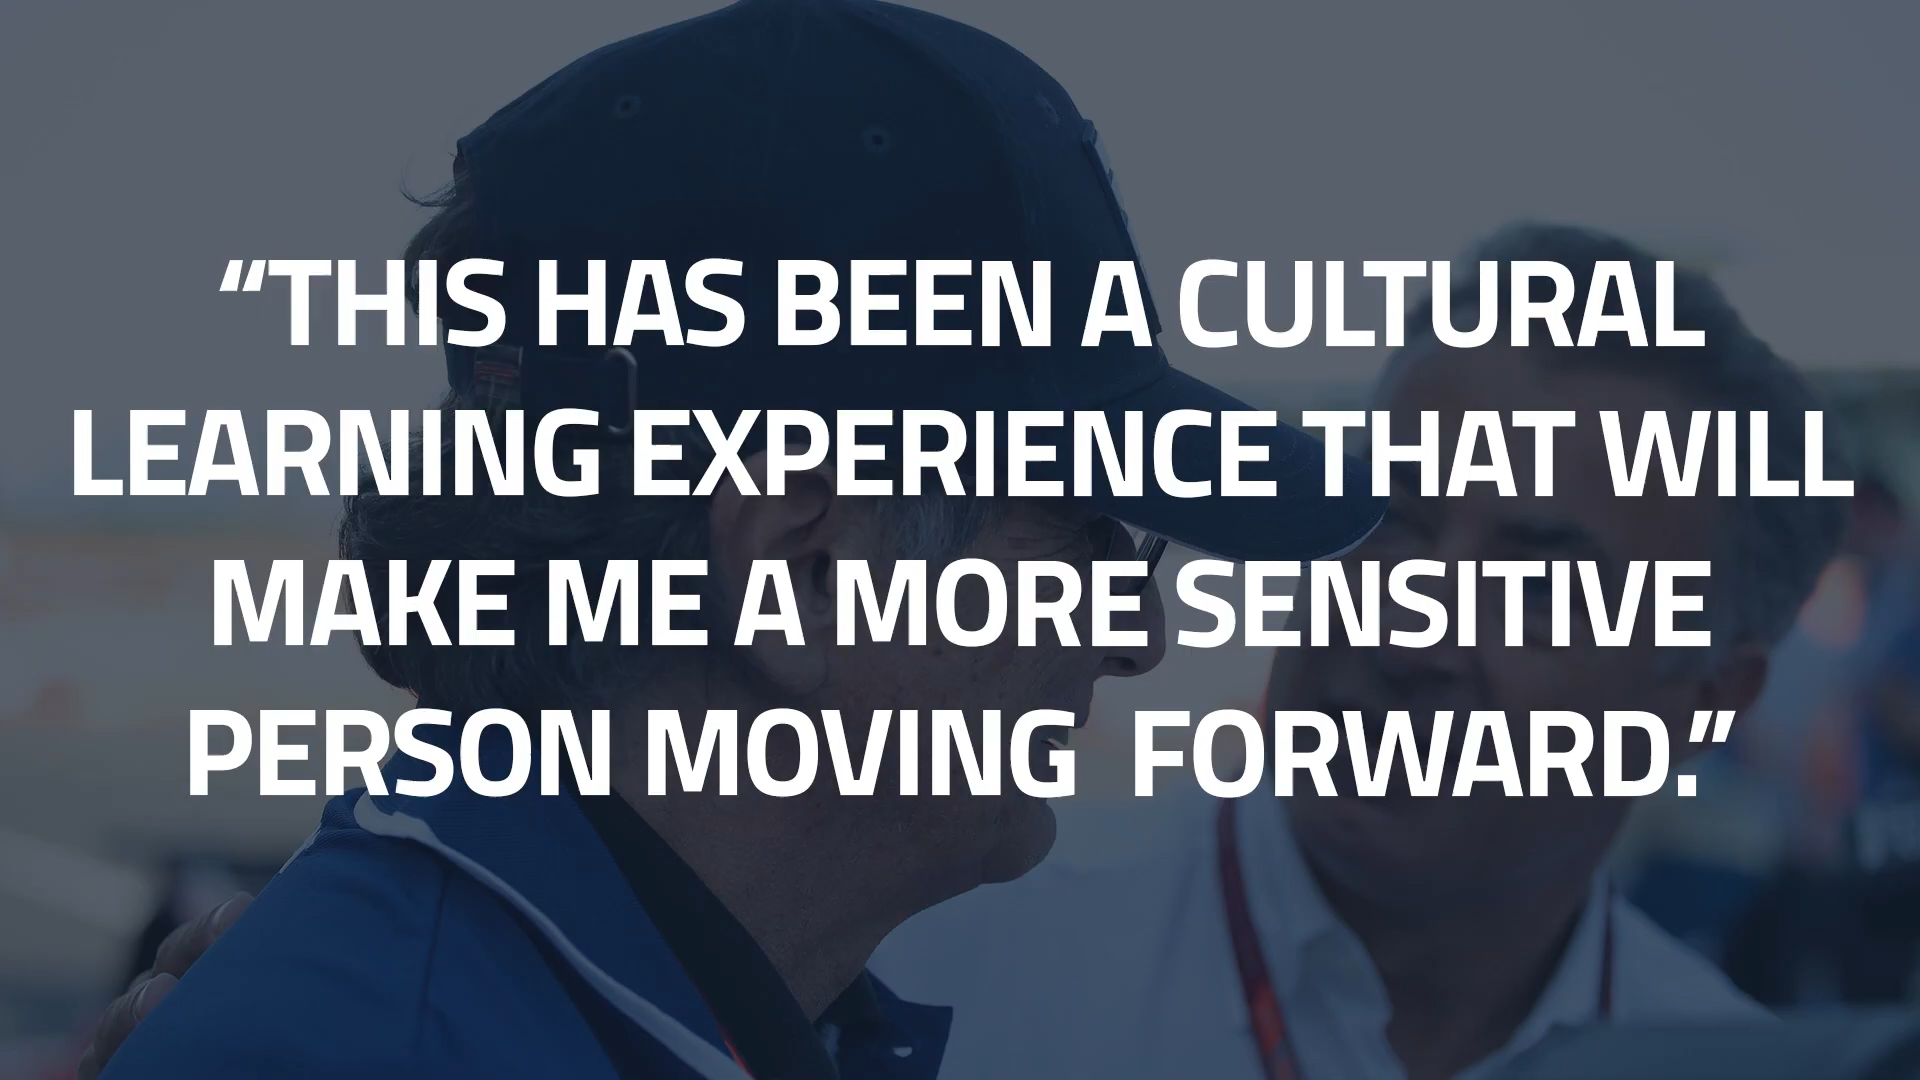 “THIS HAS BEEN A CULTURAL
LEARNING EXPERIENCE THAT WILL
MAKE ME A MORE SENSITIVE
PERSON MOVING  FORWARD.”